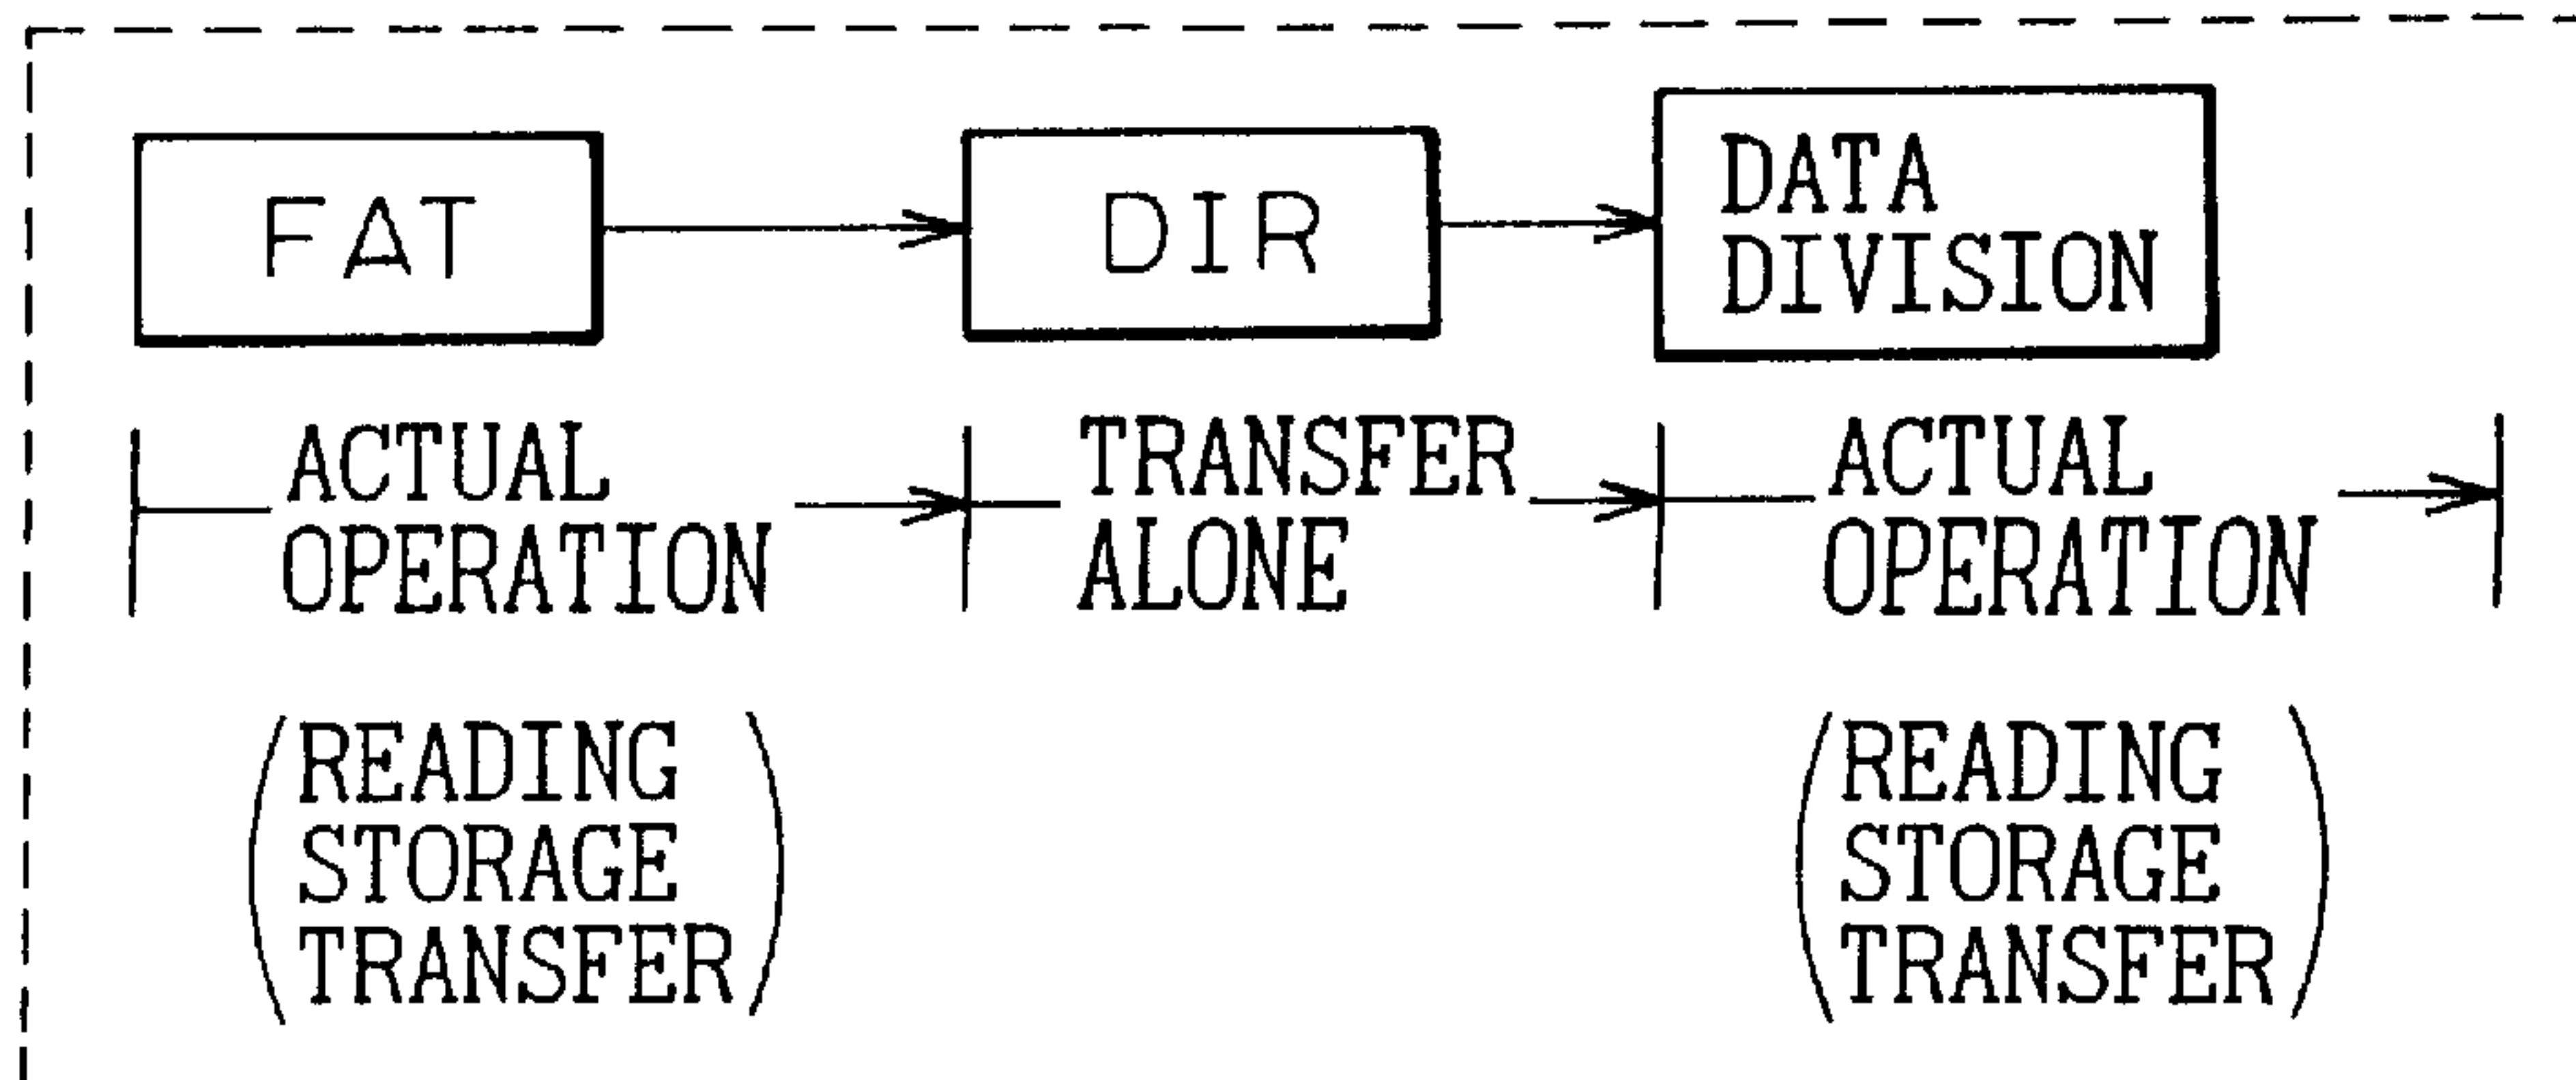 FAT
DIR
DATA
DIVISION
ACTUAL
OPERATION
TRANSFER
ALONE
ACTUAL
OPERATION
READING
STORAGE
TRANSFER
READING
STORAGE
TRANSFER